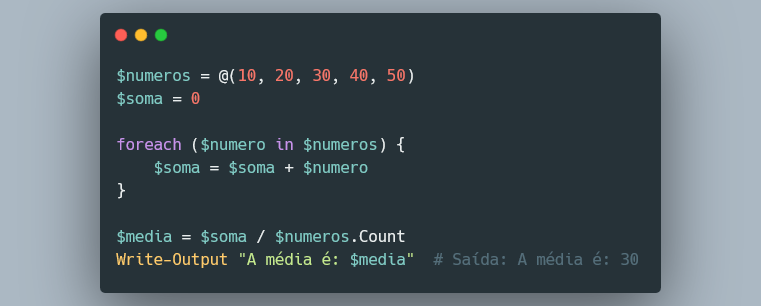 $numeros = @(10, 20, 30, 40, 50)
$soma = 0
foreach ($numero in $numeros) {
    $soma = $soma + $numero
}
$media = $soma / $numeros.Count
Write-Output "A média é: $media"  # Saída: A média é: 30